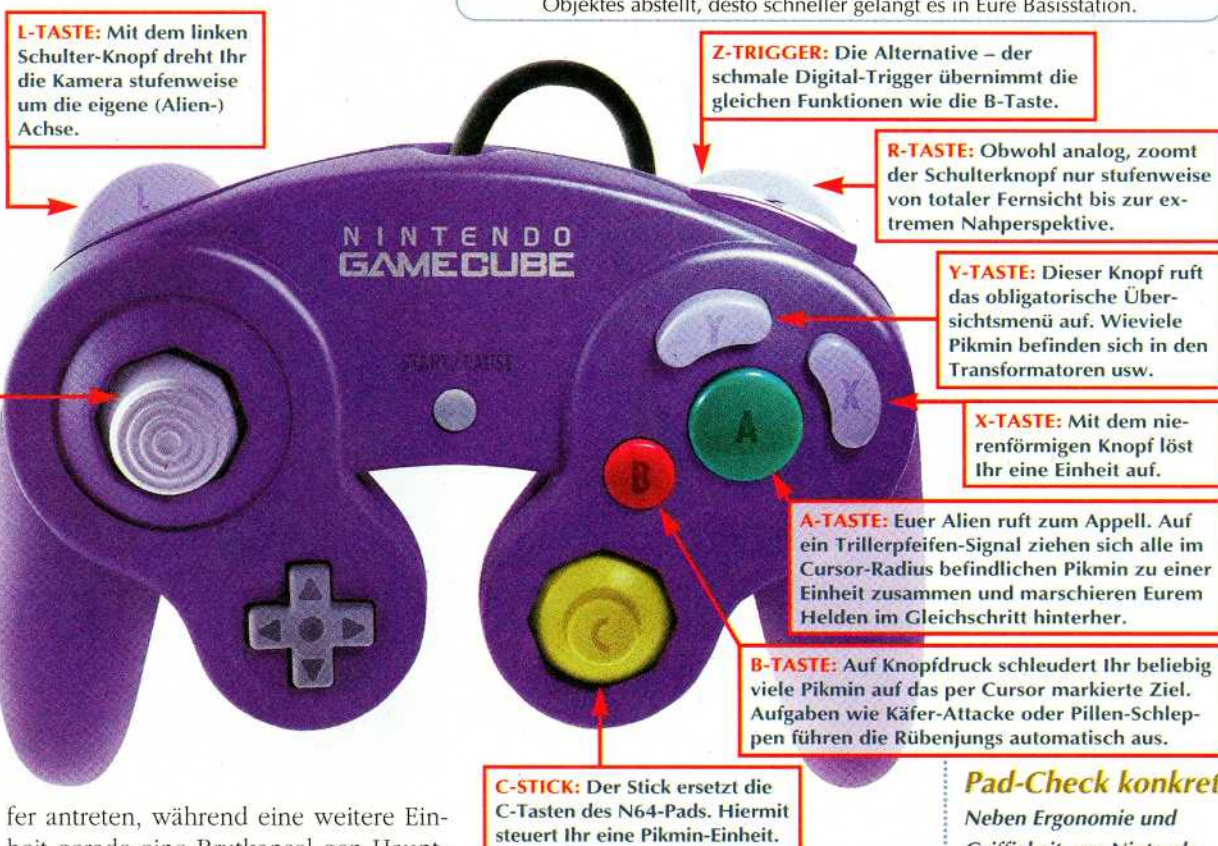 Objektes abstellt, desto schneller gelangt es in Eure Basisstation.
L-TASTE: Mit dem linken
Schulter-Knopf dreht Ihr
die Kamera stufenweise
um die eigene (Alien-)
Achse.
Z-TRIGGER: Die Alternative – der
schmale Digital-Trigger übernimmt die
gleichen Funktionen wie die B-Taste.
R-TASTE: Obwohl analog, zoomt
der Schulterknopf nur stufenweise
von totaler Fernsicht bis zur ex-
tremen Nahperspektive.
L
NINTENDO
GAMECUBE
START/PAUSE
Y
X
A
B
C
Y-TASTE: Dieser Knopf ruft
das obligatorische Über-
sichtsmenü auf. Wieviele
Pikmin befinden sich in den
Transformatoren usw.
X-TASTE: Mit dem nie-
renförmigen Knopf löst
Ihr eine Einheit auf.
A-TASTE: Euer Alien ruft zum Appell. Auf
ein Trillerpfeifen-Signal ziehen sich alle im
Cursor-Radius befindlichen Pikmin zu einer
Einheit zusammen und marschieren Eurem
Helden im Gleichschritt hinterher.
B-TASTE: Auf Knopfdruck schleudert Ihr beliebig
viele Pikmin auf das per Cursor markierte Ziel.
Aufgaben wie Käfer-Attacke oder Pillen-Schlep-
pen führen die Rübenjungs automatisch aus.
C-STICK: Der Stick ersetzt die
C-Tasten des N64-Pads. Hiermit
steuert Ihr eine Pikmin-Einheit.
fer antreten, während eine weitere Ein-
Pad-Check konkret
Neben Ergonomie und